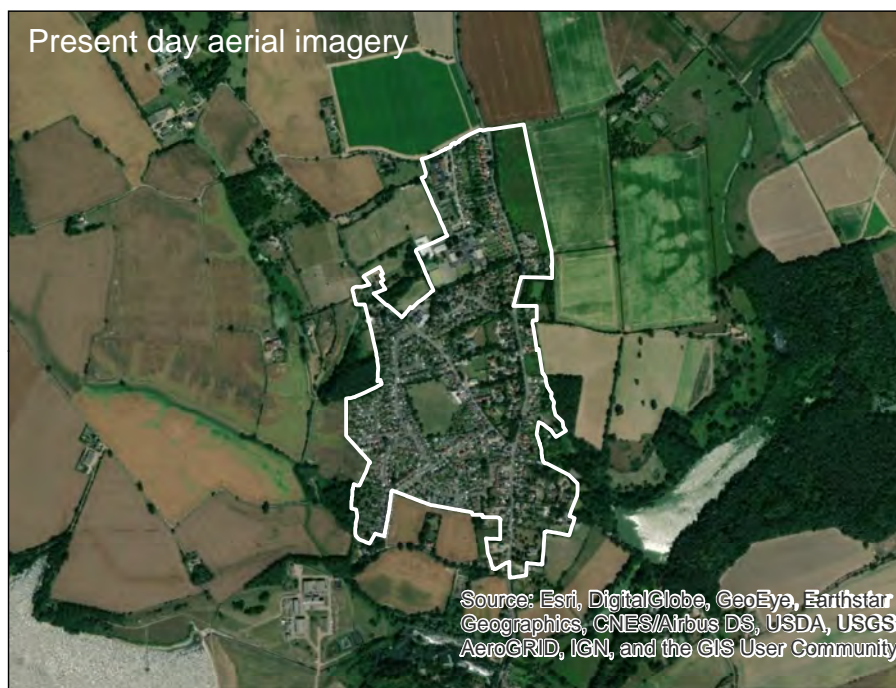 Present day aerial imagery
Source: Esri, DigitalGlobe, GeoEye, Earthstar
Geographics, CNES/Airbus DS, USDA, USGS
AeroGRID, IGN, and the GIS User Community